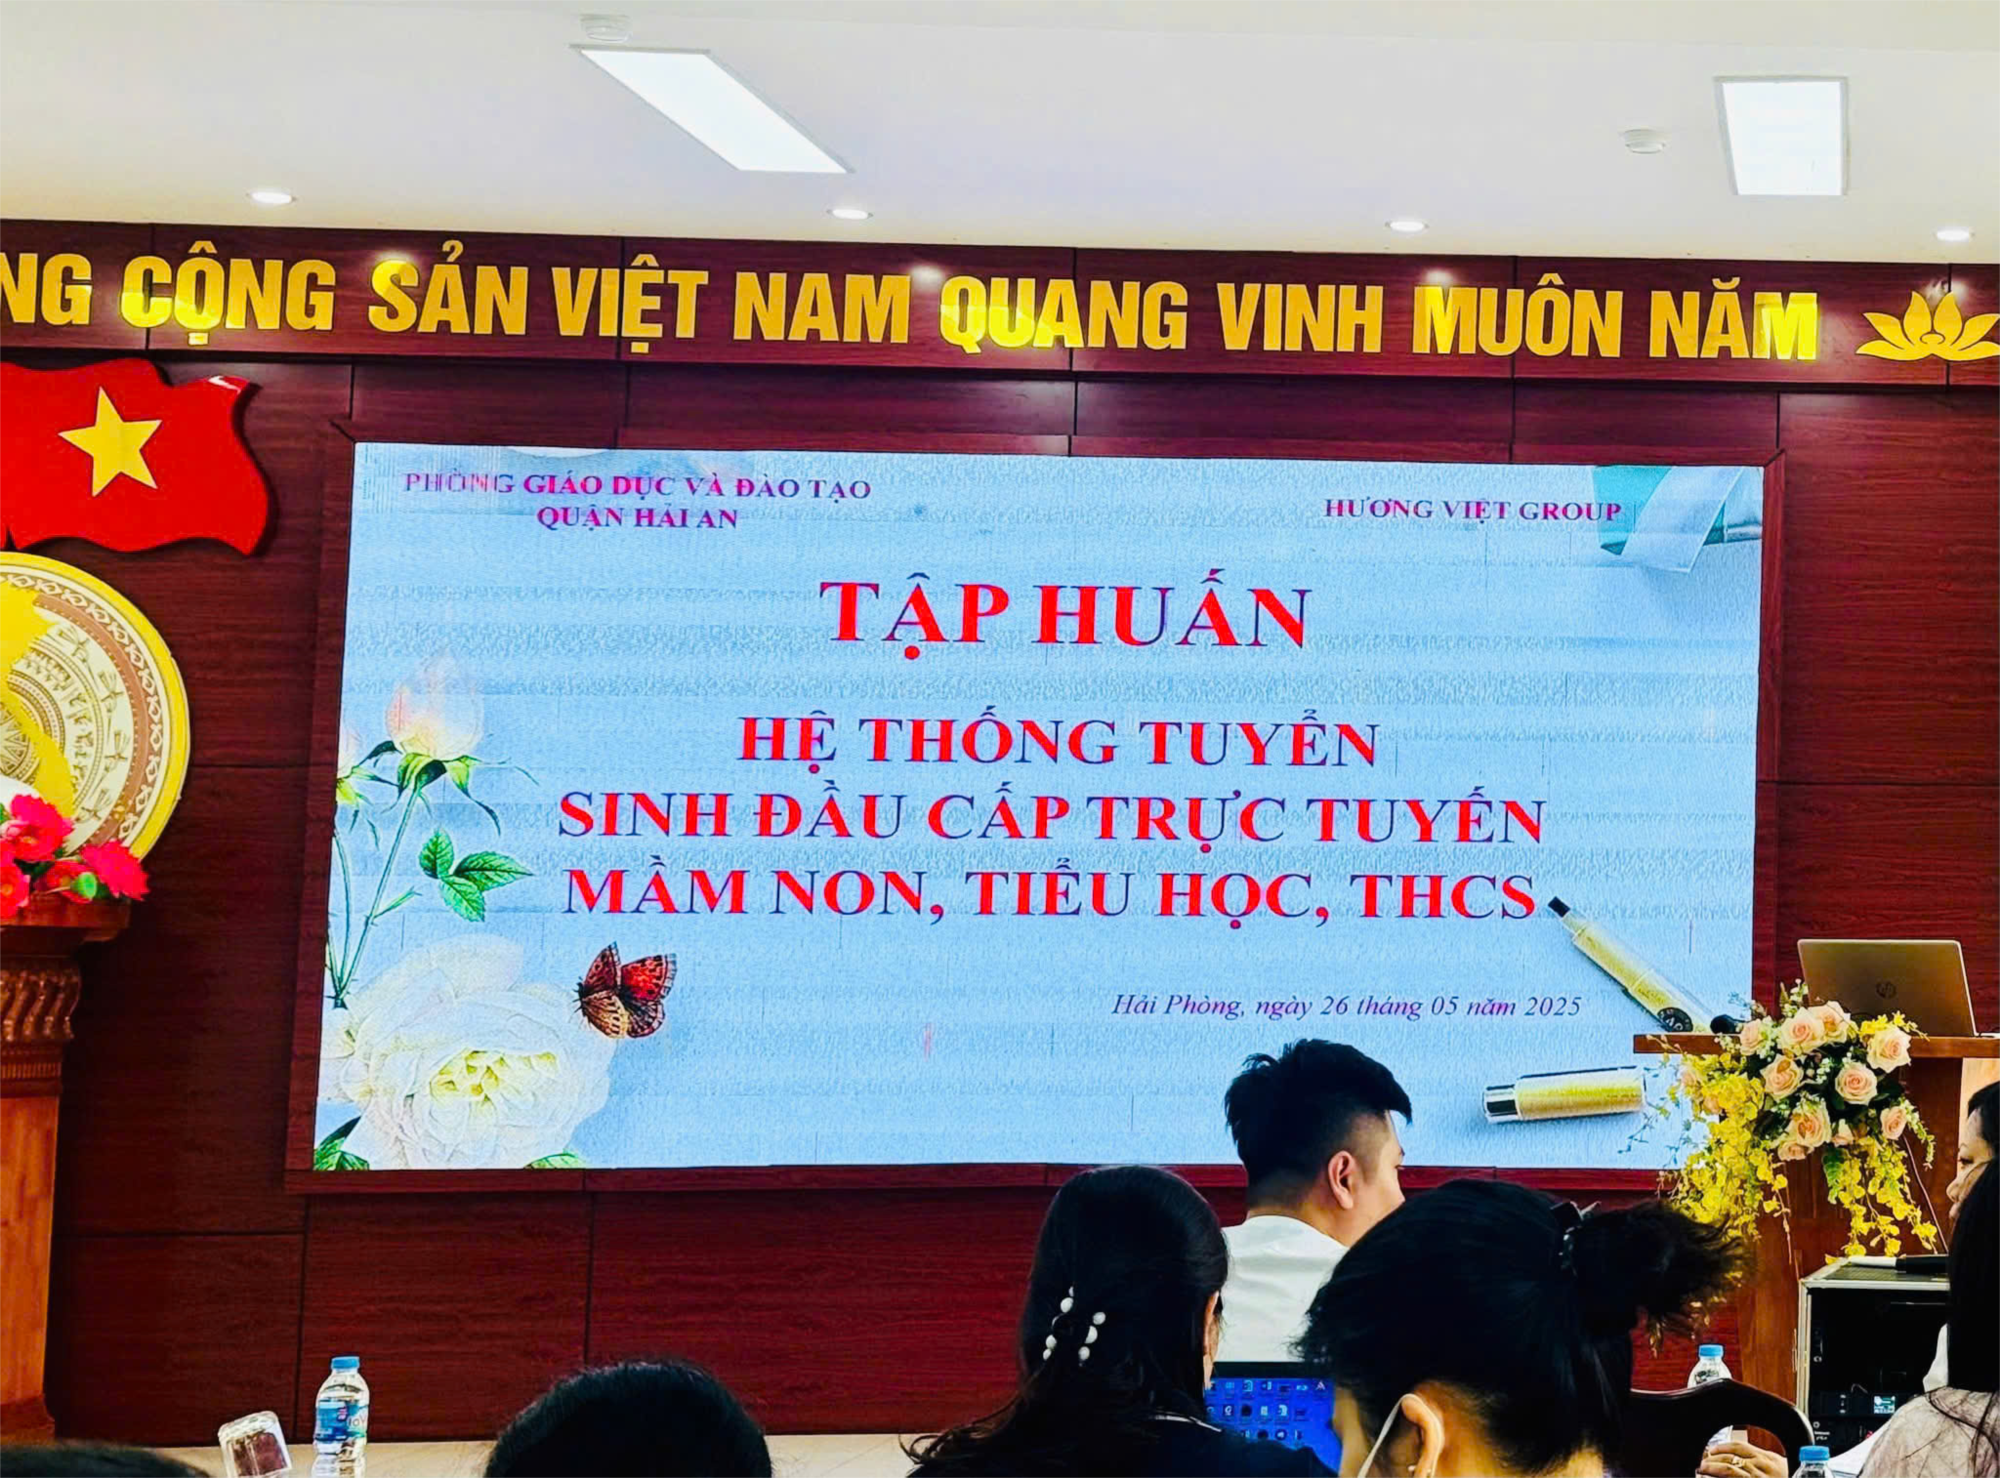 NG CỘNG SẢN VIỆT NAM QUANG VINH MUÔN NĂM
PHÒNG GIÁO DỤC VÀ ĐÀO TẠO
QUẬN HẢI AN
HƯƠNG VIỆT GROUP
TẬP HUẤN
HỆ THỐNG TUYỂN
SINH ĐẦU CẤP TRỰC TUYẾN
MẦM NON, TIỂU HỌC, THCS
Hải Phòng, ngày 26 tháng 05 năm 2025